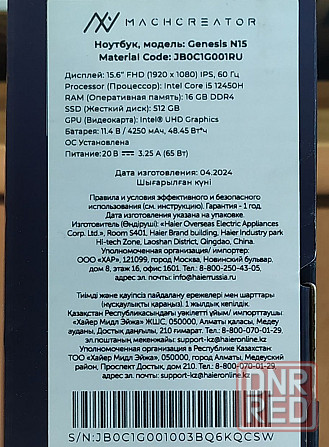 MACHCREATOR
Ноутбук, модель: Genesis N15
Material Code: JB0C1G001RU
Дисплей: 15.6" FHD (1920 x 1080) IPS, 60 Гц
Processor (Процессор): Intel Core i5 12450H
RAM (Оперативная память): 16 GB DDR4
SSD (Жесткий диск): 512 GB
GPU (Видеокарта): Intel® UHD Graphics
Батарея: 11.4 В / 4250 мАч, 48.45 Вт*ч
ОС Установлена
Питание: 20 В 3.25 А (65 Вт)
Дата изготовления: 04.2024
Шығарылған күні
Правила и условия эффективного и безопасного
использования (см. инструкцию). Гарантия - 1 год.
Дата изготовления указана на упаковке.
Изготовитель (Өндіруші): «Haier Overseas Electric Appliances
Corp. Ltd.», Room S401, Haier Brand building, Haier Industry park
Hi-tech Zone, Laoshan District, Qingdao, China.
Уполномоченная организация/импортер:
ООО «ХАР», 121099, город Москва, Новинский бульвар,
дом 8, этаж 16, офис 1601. Тел.: 8-800-250-43-05,
адрес эл. почты: info@haierrussia.ru
Тиімді және қауіпсіз пайдалану ережелері мен шарттары
(нұсқаулықты қараңыз). 1 жылдық кепілдік.
Қазақстан Республикасындағы уәкілетті ұйым/ импорттаушы:
«Хайер Мидл Эйжа» ЖШС, 050000, Алматы қаласы, Медеу
ауданы, Достық даңғылы, 210 ғимарат. Тел.: 8-800-070-01-29,
эл. поштаның мекенжайы: support-kz@haieronline.kz
Уполномоченная организация в Республике Казахстан:
ТОО «Хайер Мидл Эйжа», 050000, город Алматы, Медеуский
район, Проспект Достык, дом 210. Тел.: 8-800-070-01-29,
адрес эл. почты: support-kz@haieronline.kz
S/N:JB0C1G001003BQ6KQCSW
DNR
RED